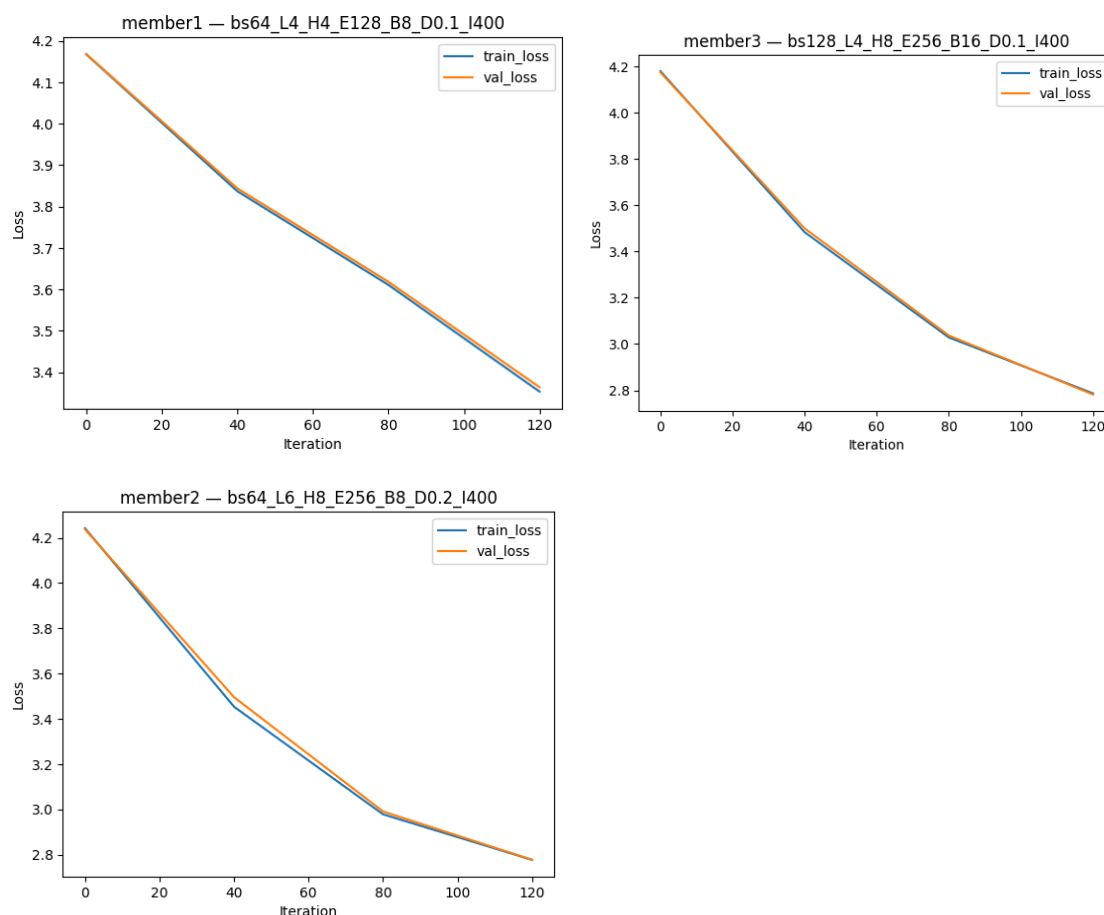 member1 — bs64_L4_H4_E128_B8_D0.1_I400
4.2
4.1
4.0
3.9
3.8
3.7
3.6
3.5
3.4
Loss
train_loss
val_loss
0 20 40 60 80 100 120
Iteration
member3 — bs128_L4_H8_E256_B16_D0.1_I400
4.2
4.0
3.8
3.6
3.4
3.2
3.0
2.8
Loss
train_loss
val_loss
0 20 40 60 80 100 120
Iteration
member2 — bs64_L6_H8_E256_B8_D0.2_I400
4.2
4.0
3.8
3.6
3.4
3.2
3.0
2.8
Loss
train_loss
val_loss
0 20 40 60 80 100 120
Iteration